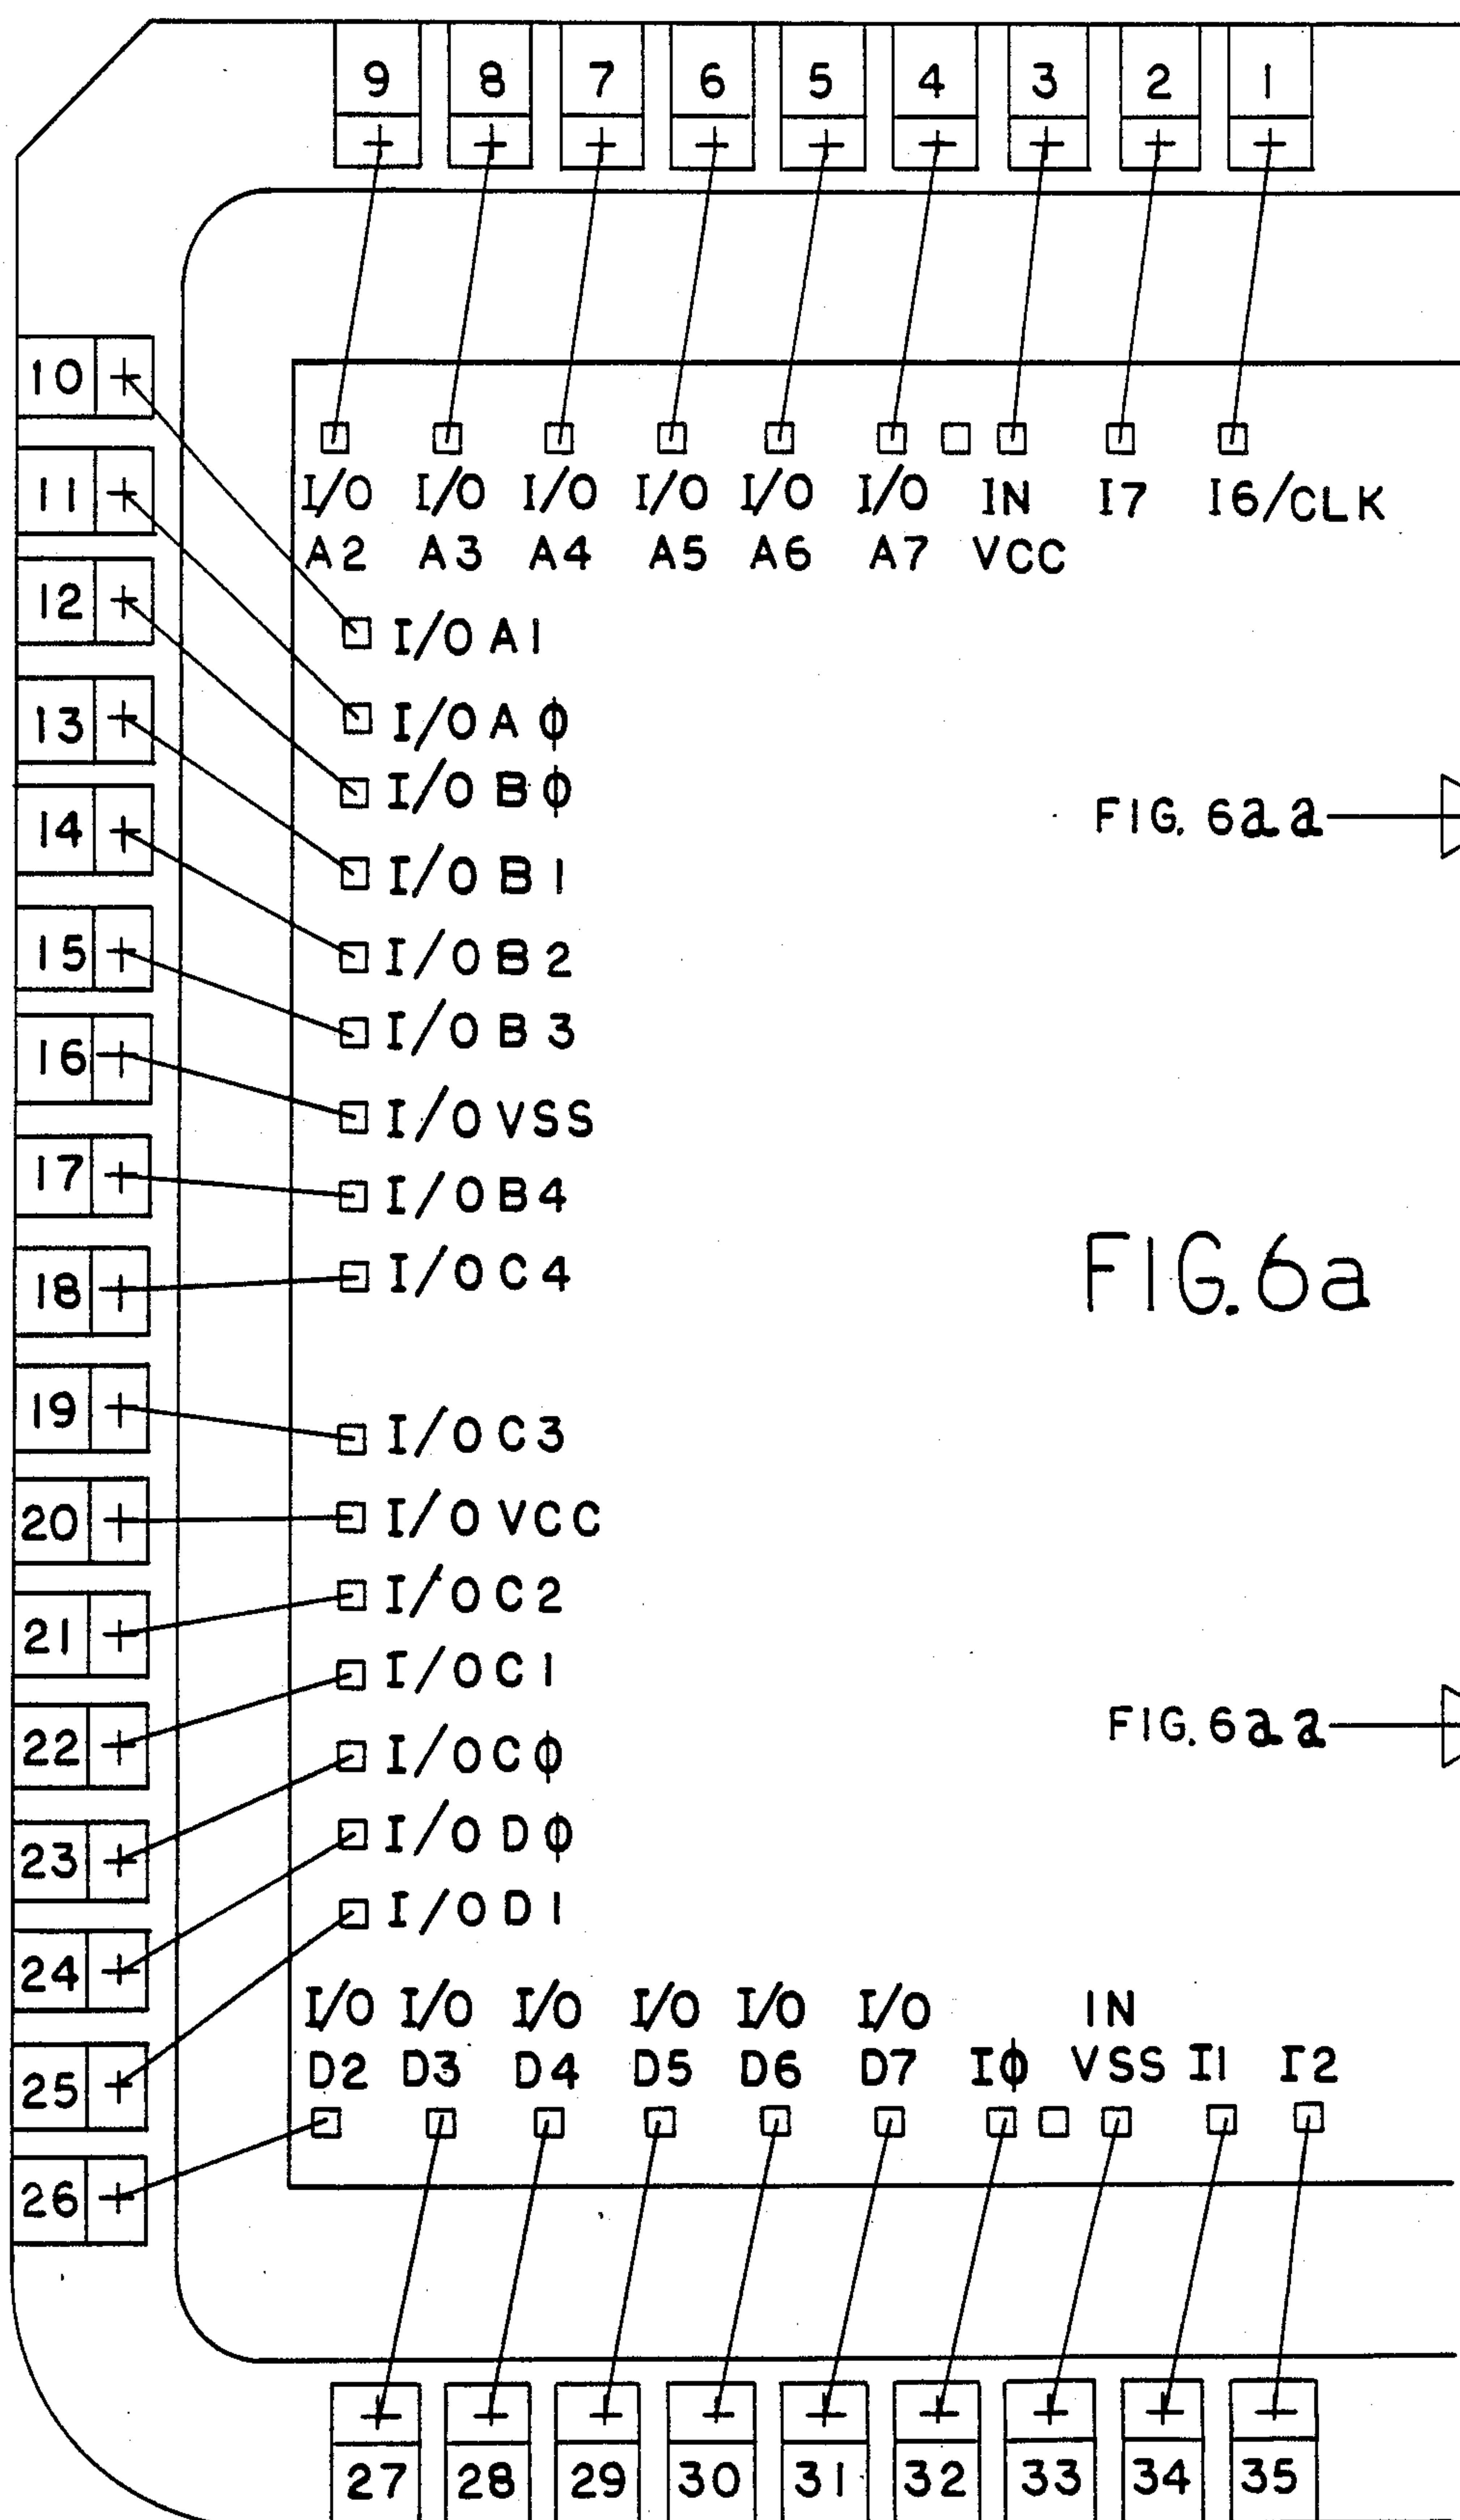 9 8 7 6 5 4 3 2 1
I/O I/O I/O I/O I/O I/O IN I7 I6/CLK
A2 A3 A4 A5 A6 A7 VCC
10
I/O A1
11
I/O Aϕ
12
I/O Bϕ
13
I/O B1
FIG. 6aa
14
I/O B2
15
I/O B3
16
I/O VSS
17
I/O B4
18
I/O C4
FIG. 6a
19
I/O C3
20
I/O VCC
21
I/O C2
22
I/O C1
FIG. 6aa
23
I/O Cϕ
24
I/O Dϕ
25
I/O D1
26
I/O I/O I/O I/O I/O I/O IN
D2 D3 D4 D5 D6 D7 Iϕ VSS I1 I2
27 28 29 30 31 32 33 34 35